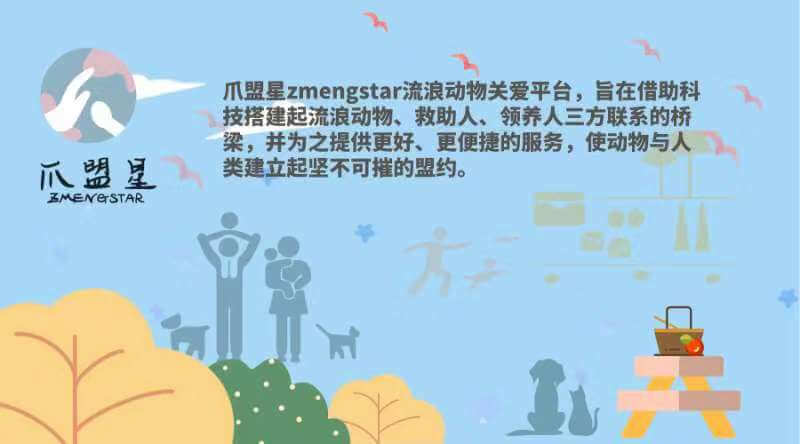 爪盟星zmengstar流浪动物关爱平台，旨在借助科
技搭建起流浪动物、救助人、领养人三方联系的桥
梁，并为之提供更好、更便捷的服务，使动物与人
类建立起坚不可摧的盟约。
爪盟星
ZMENGSTAR